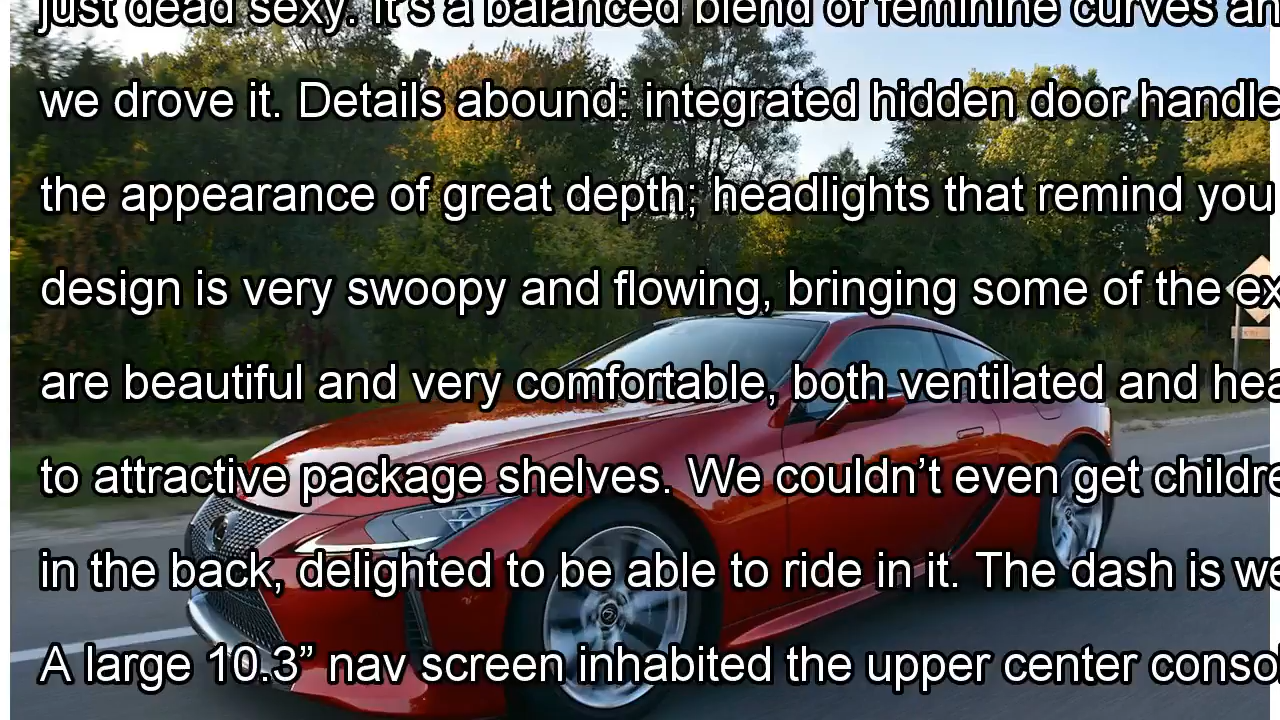 just dead sexy. It's a balanced blend of feminine curves an
we drove it. Details abound: integrated hidden door handle
the appearance of great depth; headlights that remind you
design is very swoopy and flowing, bringing some of the ex
are beautiful and very comfortable, both ventilated and hea
to attractive package shelves. We couldn’t even get childre
in the back, delighted to be able to ride in it. The dash is we
A large 10.3” nav screen inhabited the upper center conso